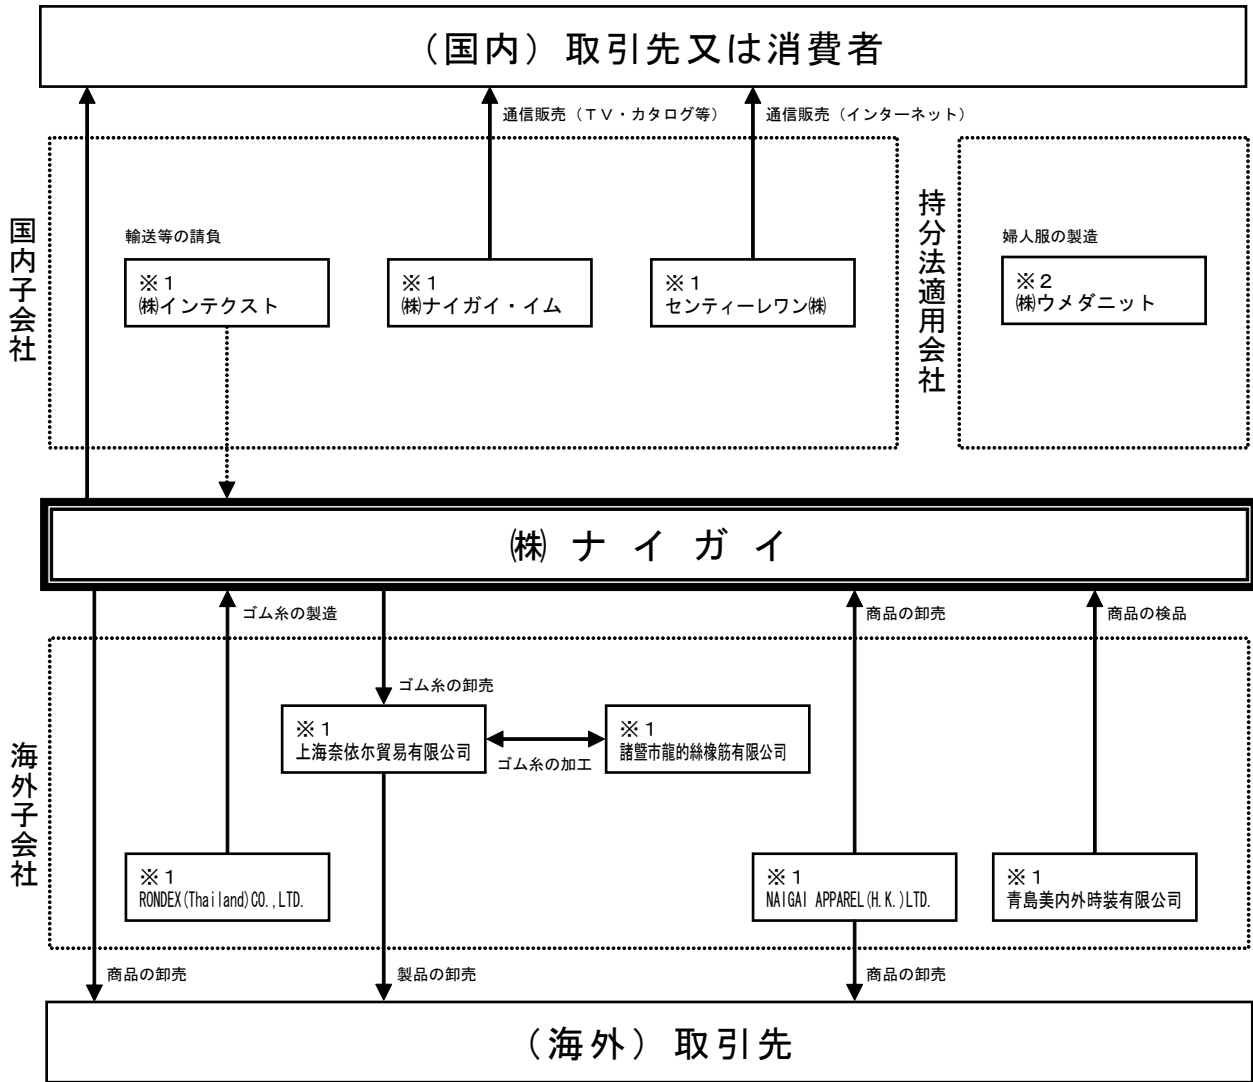 （国内）取引先又は消費者
通信販売（ＴＶ・カタログ等）
通信販売（インターネット）
国内子会社
輸送等の請負
※１
㈱インテクスト
※１
㈱ナイガイ・イム
※１
センティーレワン㈱
持分法適用会社
婦人服の製造
※２
㈱ウメダニット
㈱ナイガイ
ゴム糸の製造
商品の卸売
商品の検品
海外子会社
ゴム糸の卸売
※１
上海奈依尓貿易有限公司
ゴム糸の加工
※１
諸暨市龍的絲橡筋有限公司
※１
RONDEX(Thailand)CO.,LTD.
※１
NAIGAI APPAREL(H.K.)LTD.
※１
青島美内外時装有限公司
商品の卸売
製品の卸売
商品の卸売
（海外）取引先